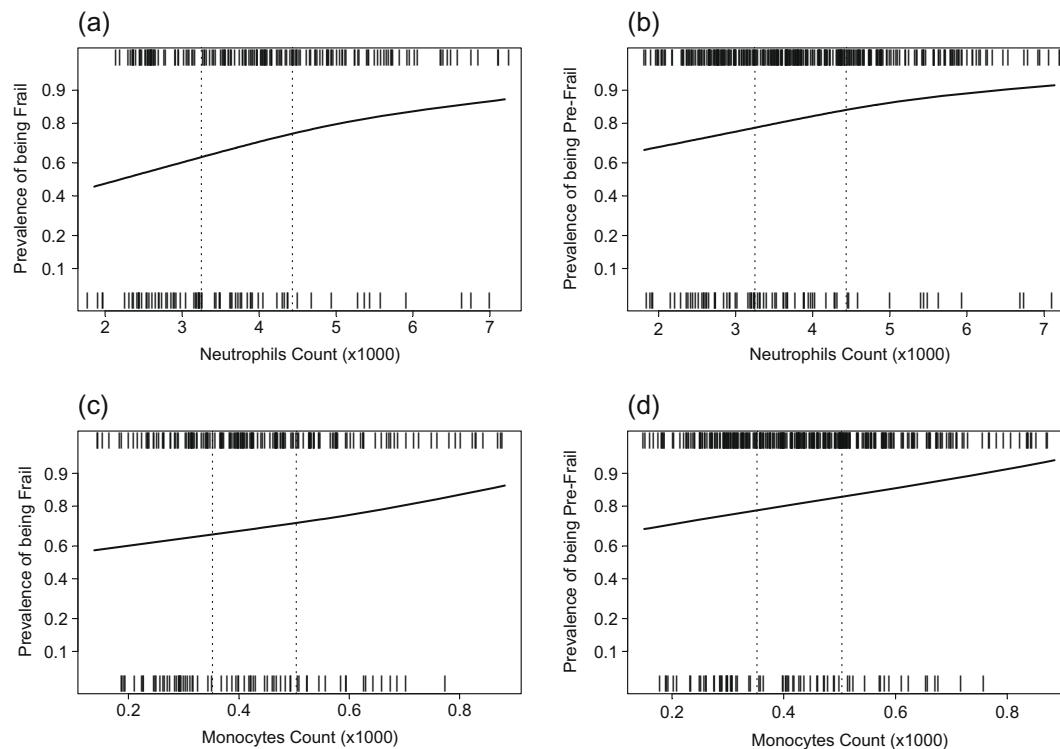 (a)
Prevalence of being Frail
0.9
0.8
0.6
0.4
0.2
0.1
2 3 4 5 6 7
Neutrophils Count (x1000)
(b)
Prevalence of being Pre-Frail
0.9
0.8
0.6
0.4
0.2
0.1
2 3 4 5 6 7
Neutrophils Count (x1000)
(c)
Prevalence of being Frail
0.9
0.8
0.6
0.4
0.2
0.1
0.2 0.4 0.6 0.8
Monocytes Count (x1000)
(d)
Prevalence of being Pre-Frail
0.9
0.8
0.6
0.4
0.2
0.1
0.2 0.4 0.6 0.8
Monocytes Count (x1000)